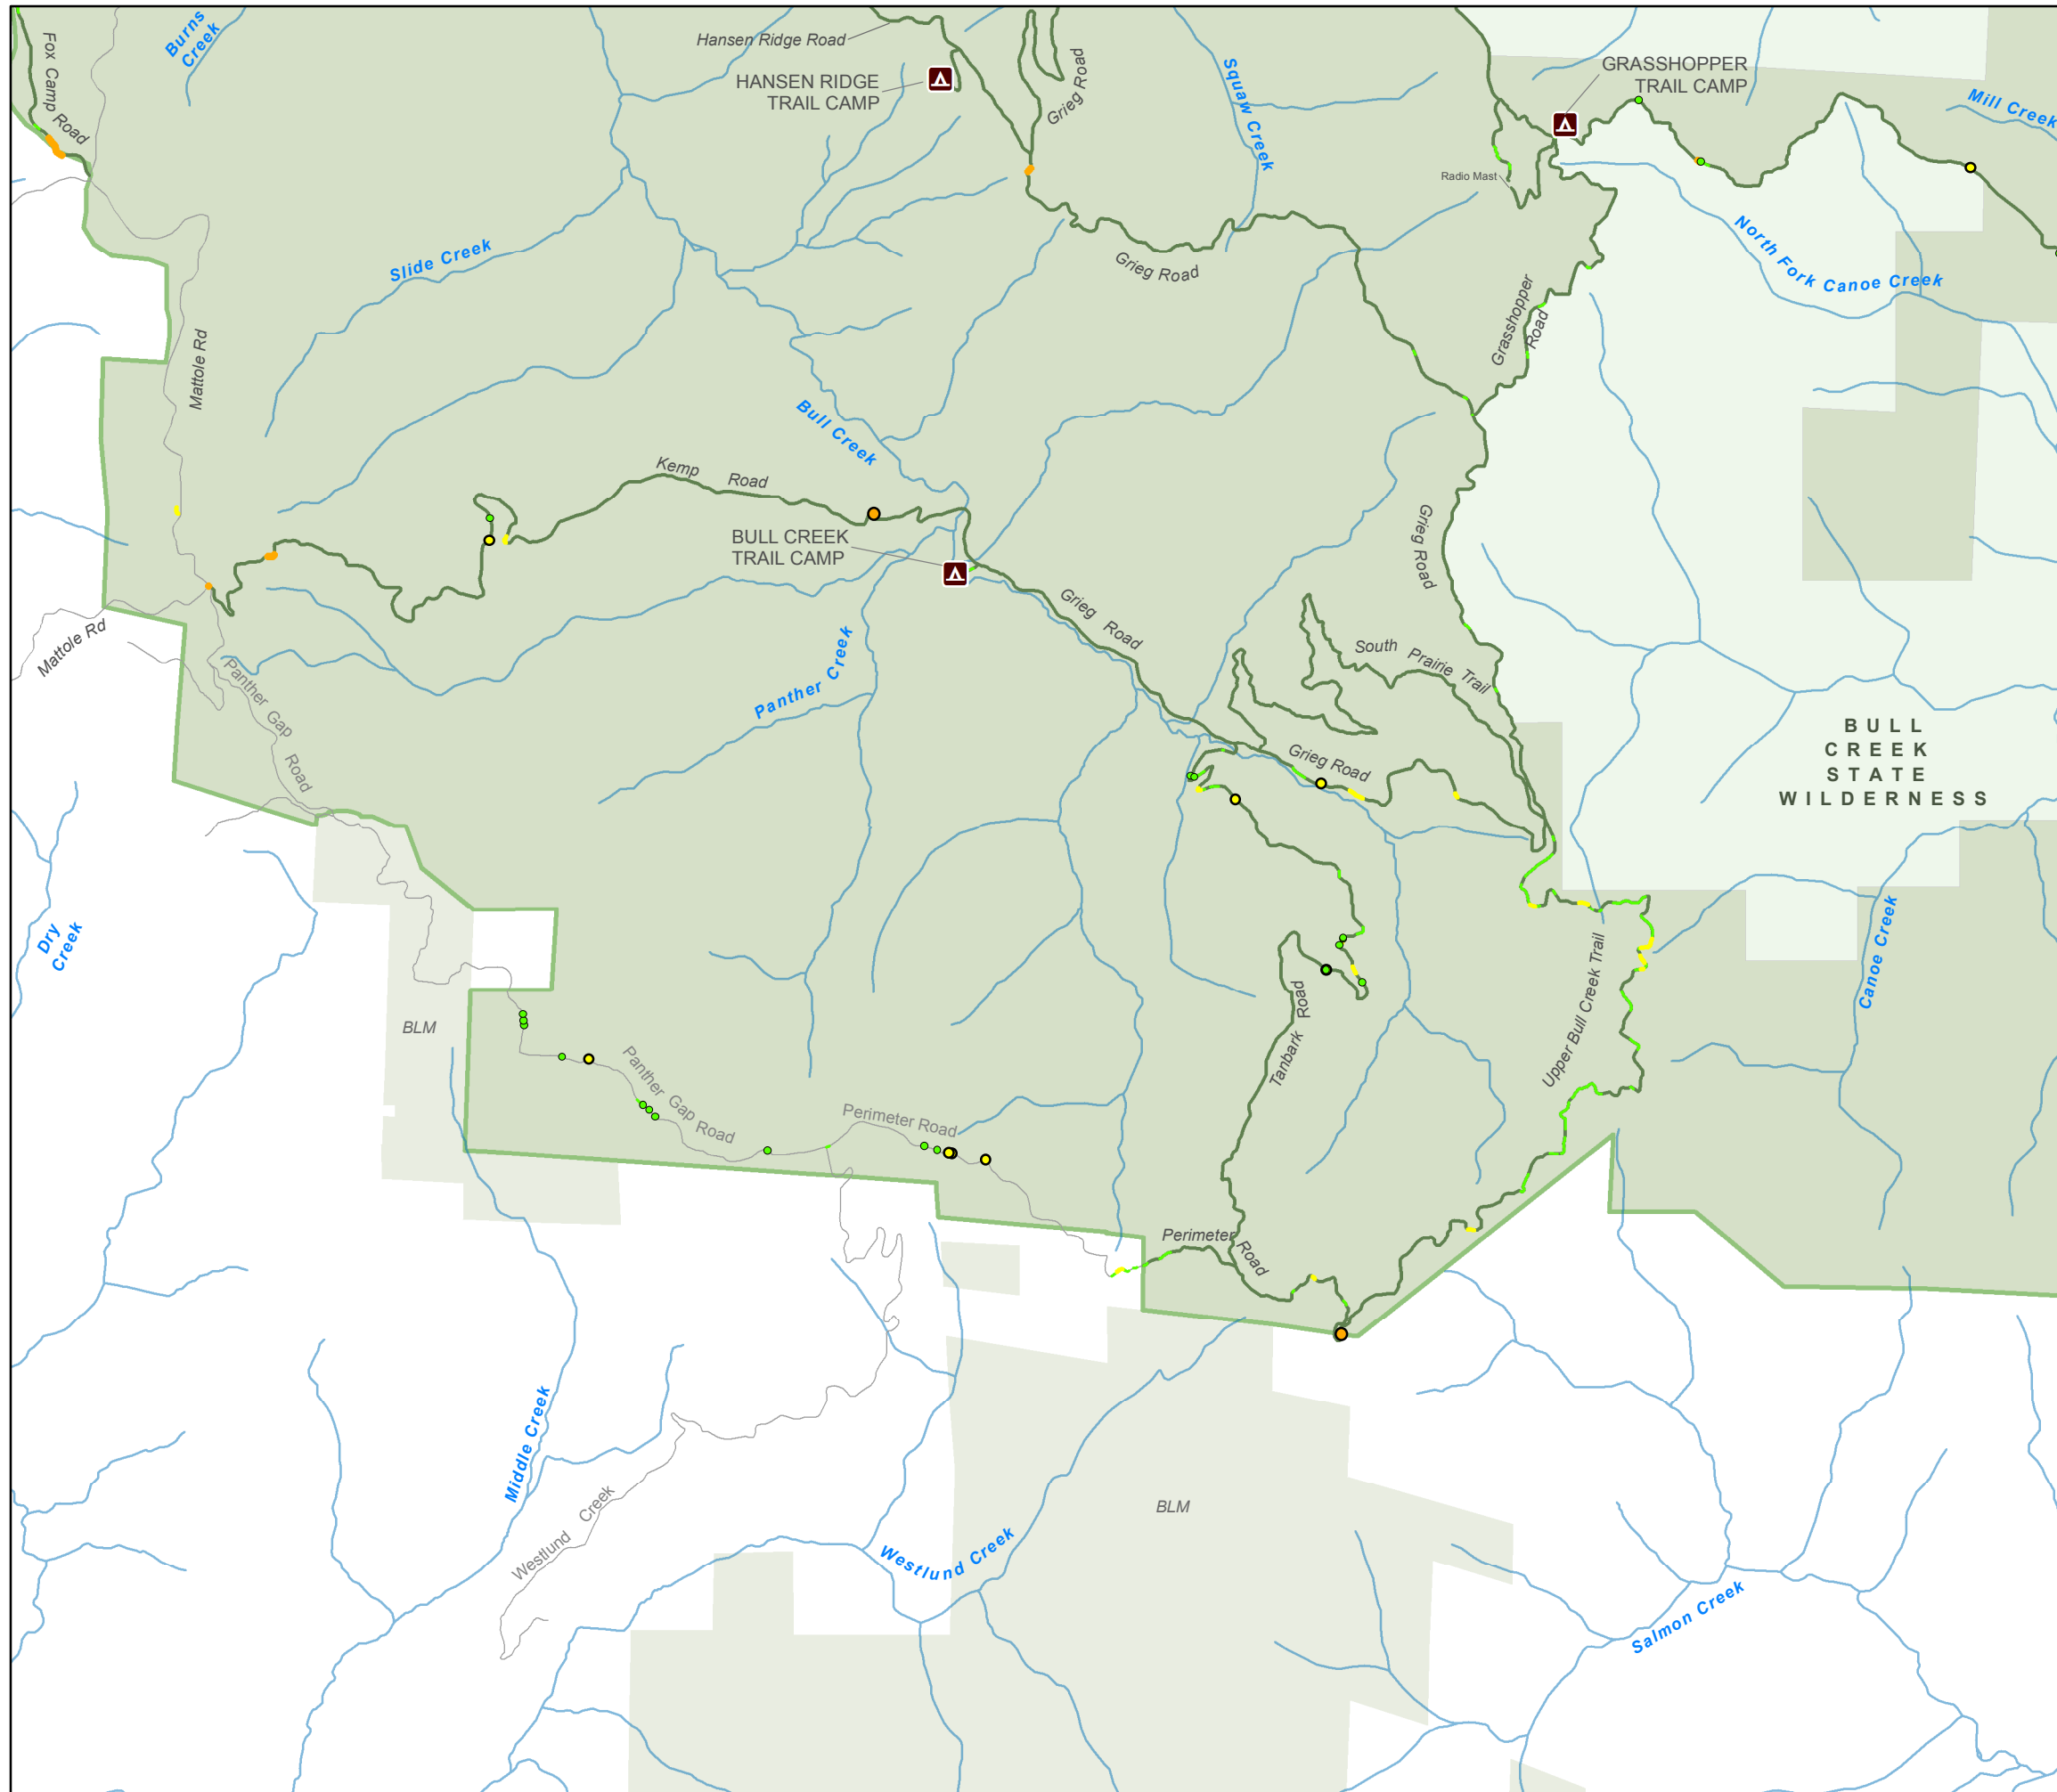 Burns
Creek
Fox Camp Road
Hansen Ridge Road
HANSEN RIDGE
TRAIL CAMP
Grieg Road
Squaw Creek
GRASSHOPPER
TRAIL CAMP
Mill Creek
Radio Mast
North Fork Canoe Creek
Slide Creek
Grieg Road
Grasshopper
Road
Mattole Rd
Bull Creek
Kemp Road
BULL CREEK
TRAIL CAMP
Grieg Road
Grieg Road
Mattole Rd
Panther Gap Road
Panther Creek
South Prairie Trail
Grieg Road
BULL
CREEK
STATE
WILDERNESS
Dry
Creek
Canoe Creek
Upper Bull Creek Trail
Tanbark Road
BLM
Panther Gap Road
Perimeter Road
Perimeter Road
Middle Creek
Westlund Creek
Westlund Creek
BLM
Salmon Creek